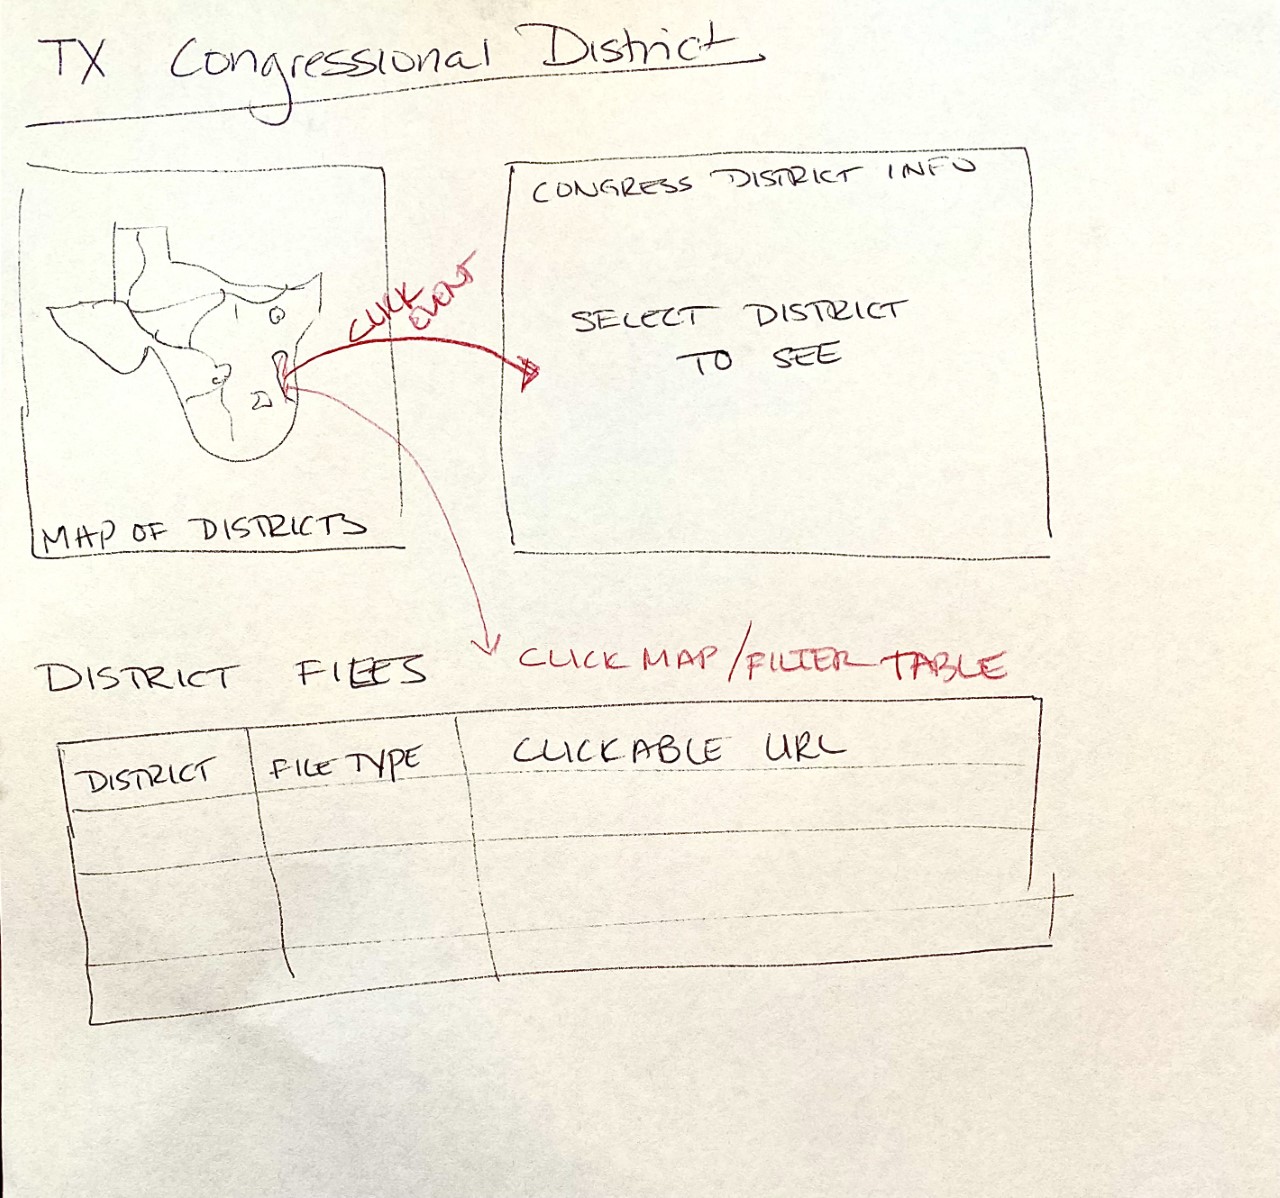 TX Congressional District
CONGRESS DISTRICT INFO
CLICK
EVENT
SELECT DISTRICT
TO SEE
MAP OF DISTRICTS
DISTRICT FILES
CLICK MAP/FILTER TABLE
DISTRICT
FILE TYPE
CLICKABLE URL